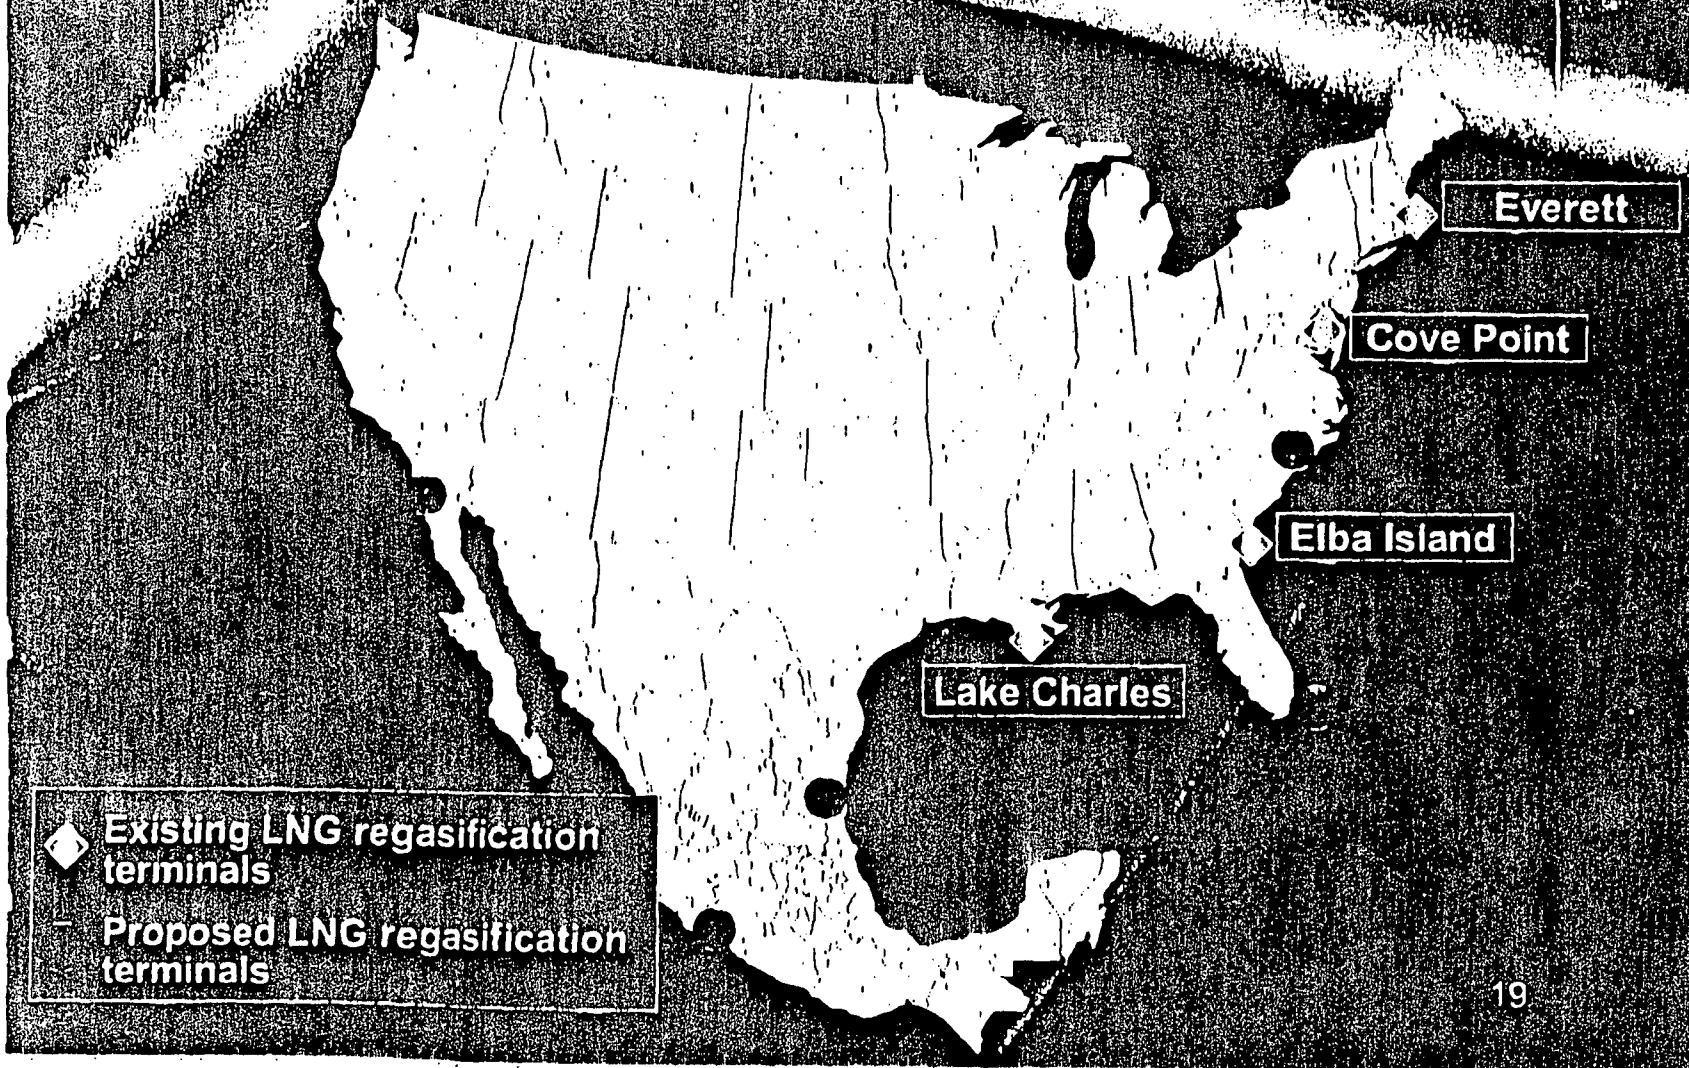 Everett
Cove Point
Elba Island
Lake Charles
Existing LNG regasification
terminals
Proposed LNG regasification
terminals
19